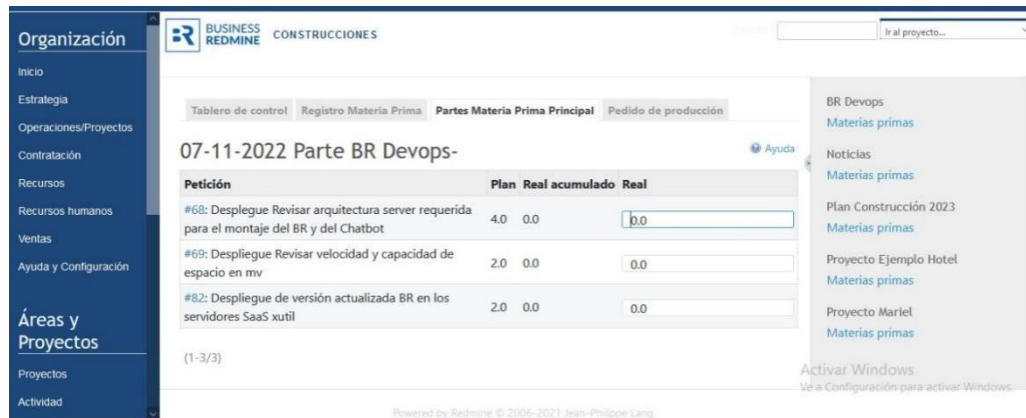 Organización
Inicio
Estrategia
Operaciones/Proyectos
Contratación
Recursos
Recursos humanos
Ventas
Ayuda y Configuración
Áreas y
Proyectos
Proyectos
Actividad
BUSINESS
REDMINE
CONSTRUCCIONES
Ir al proyecto...
Tablero de control Registro Materia Prima Partes Materia Prima Principal Pedido de producción
07-11-2022 Parte BR Devops-
Ayuda
Petición Plan Real acumulado Real
#68: Desplegue Revisar arquitectura server requerida
para el montaje del BR y del Chatbot
4.0 0.0 0.0
#69: Despliegue Revisar velocidad y capacidad de
espacio en mv
2.0 0.0 0.0
#82: Despliegue de versión actualizada BR en los
servidores SaaS xutil
2.0 0.0 0.0
(1-3/3)
BR Devops
Materias primas
Noticias
Materias primas
Plan Construcción 2023
Materias primas
Proyecto Ejemplo Hotel
Materias primas
Proyecto Mariel
Materias primas
Activar Windows
Ve a Configuración para activar Windows.
Powered by Redmine © 2006-2021 Jean-Philippe Lang